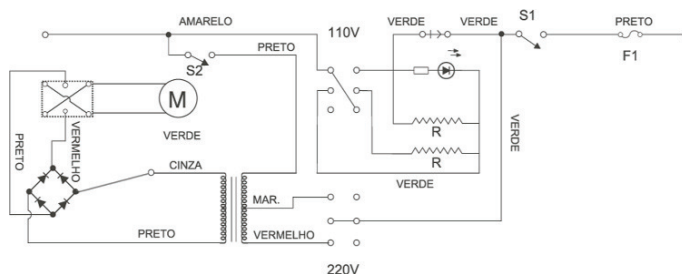 AMARELO
110V
VERDE
VERDE
S1
PRETO
F1
S2
PRETO
M
VERDE
PRETO
VERMELHO
R
R
VERDE
VERDE
CINZA
MAR.
PRETO
VERMELHO
220V